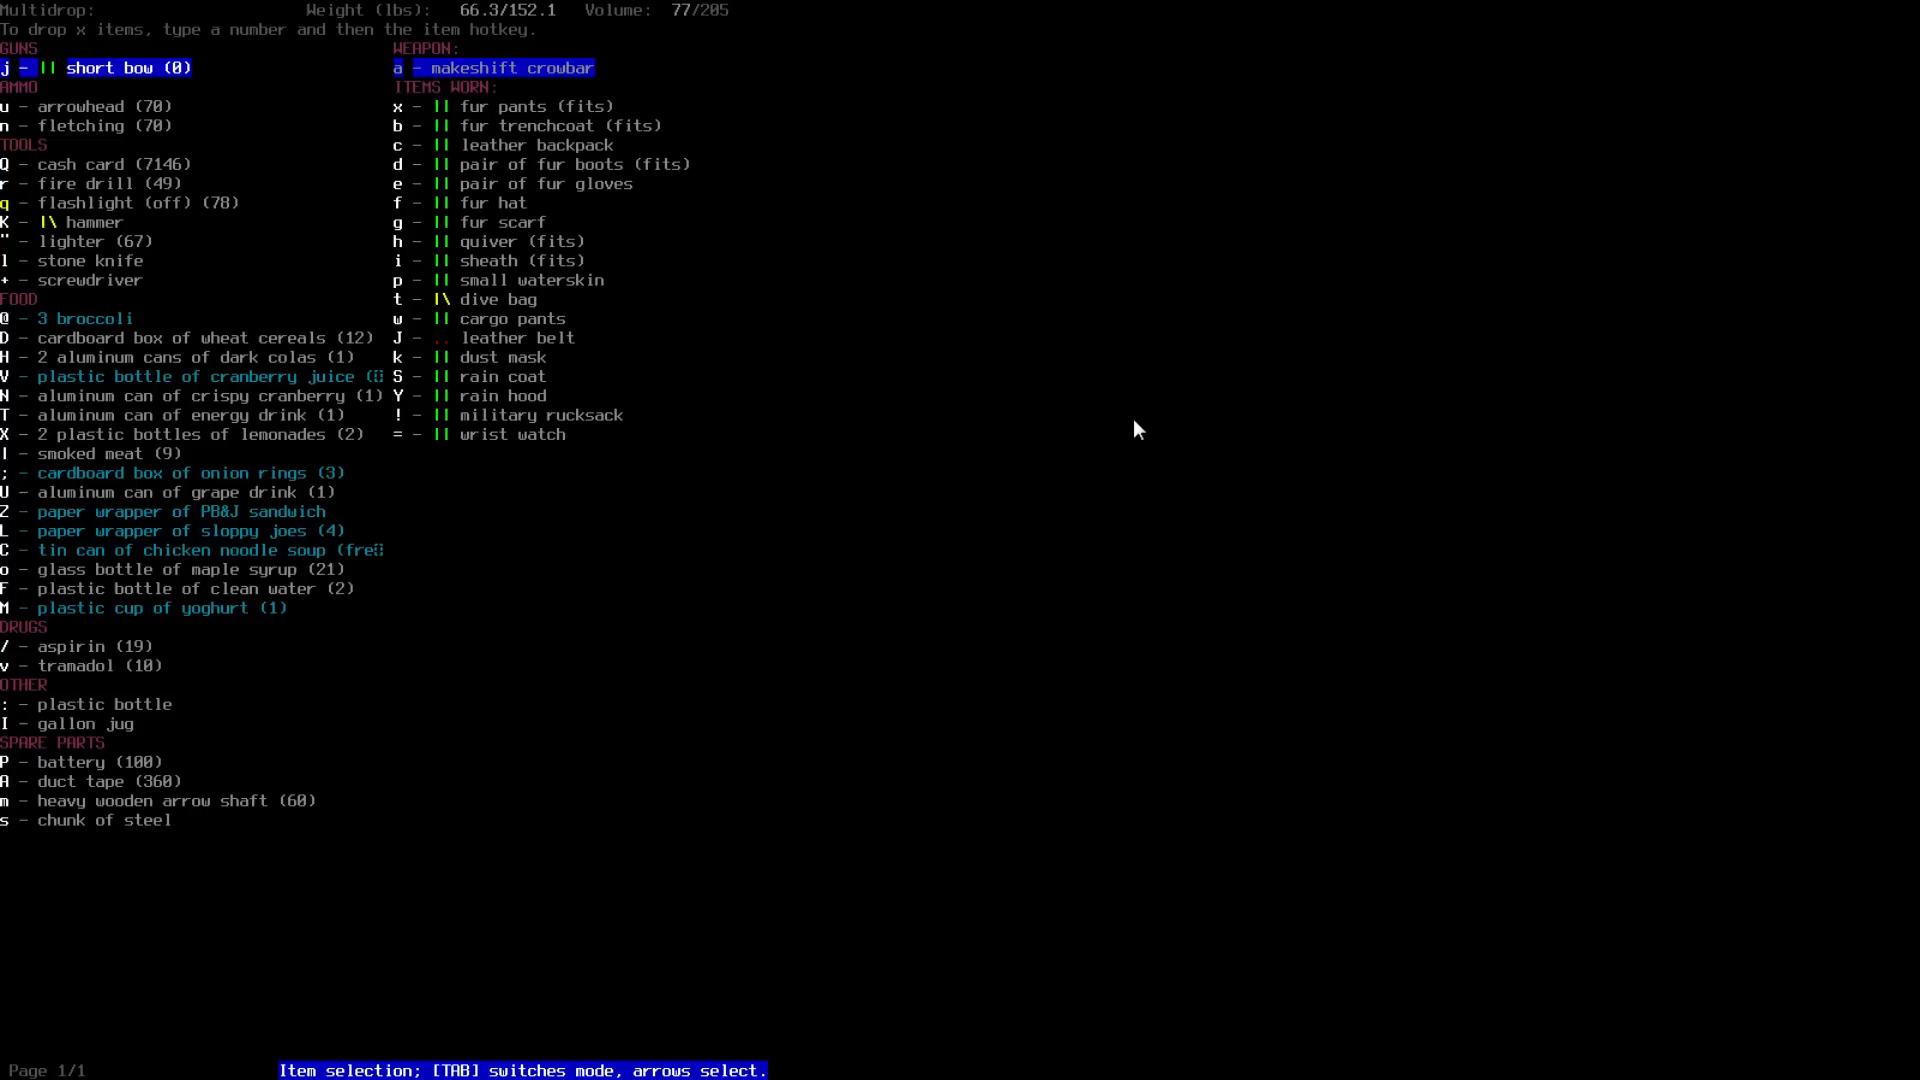 Multidrop: Weight (lbs): 66.3/152.1 Volume: 77/205
To drop x items, type a number and then the item hotkey.
GUNS
j - || short bow (0)
AMMO
u - arrowhead (70)
n - fletching (70)
TOOLS
Q - cash card (7146)
r - fire drill (49)
q - flashlight (off) (78)
K - |\ hammer
" - lighter (67)
l - stone knife
+ - screwdriver
FOOD
@ - 3 broccoli
D - cardboard box of wheat cereals (12)
H - 2 aluminum cans of dark colas (1)
V - plastic bottle of cranberry juice (
N - aluminum can of crispy cranberry (1)
T - aluminum can of energy drink (1)
X - 2 plastic bottles of lemonades (2)
| - smoked meat (9)
; - cardboard box of onion rings (3)
U - aluminum can of grape drink (1)
Z - paper wrapper of PB&J sandwich
L - paper wrapper of sloppy joes (4)
C - tin can of chicken noodle soup (fre
o - glass bottle of maple syrup (21)
F - plastic bottle of clean water (2)
M - plastic cup of yoghurt (1)
DRUGS
/ - aspirin (19)
v - tramadol (10)
OTHER
: - plastic bottle
I - gallon jug
SPARE PARTS
P - battery (100)
A - duct tape (360)
m - heavy wooden arrow shaft (60)
s - chunk of steel
WEAPON:
a - makeshift crowbar
ITEMS WORN:
x - || fur pants (fits)
b - || fur trenchcoat (fits)
c - || leather backpack
d - || pair of fur boots (fits)
e - || pair of fur gloves
f - || fur hat
g - || fur scarf
h - || quiver (fits)
i - || sheath (fits)
p - || small waterskin
t - |\ dive bag
w - || cargo pants
J - .. leather belt
k - || dust mask
S - || rain coat
Y - || rain hood
! - || military rucksack
= - || wrist watch
Page 1/1 Item selection; [TAB] switches mode, arrows select.